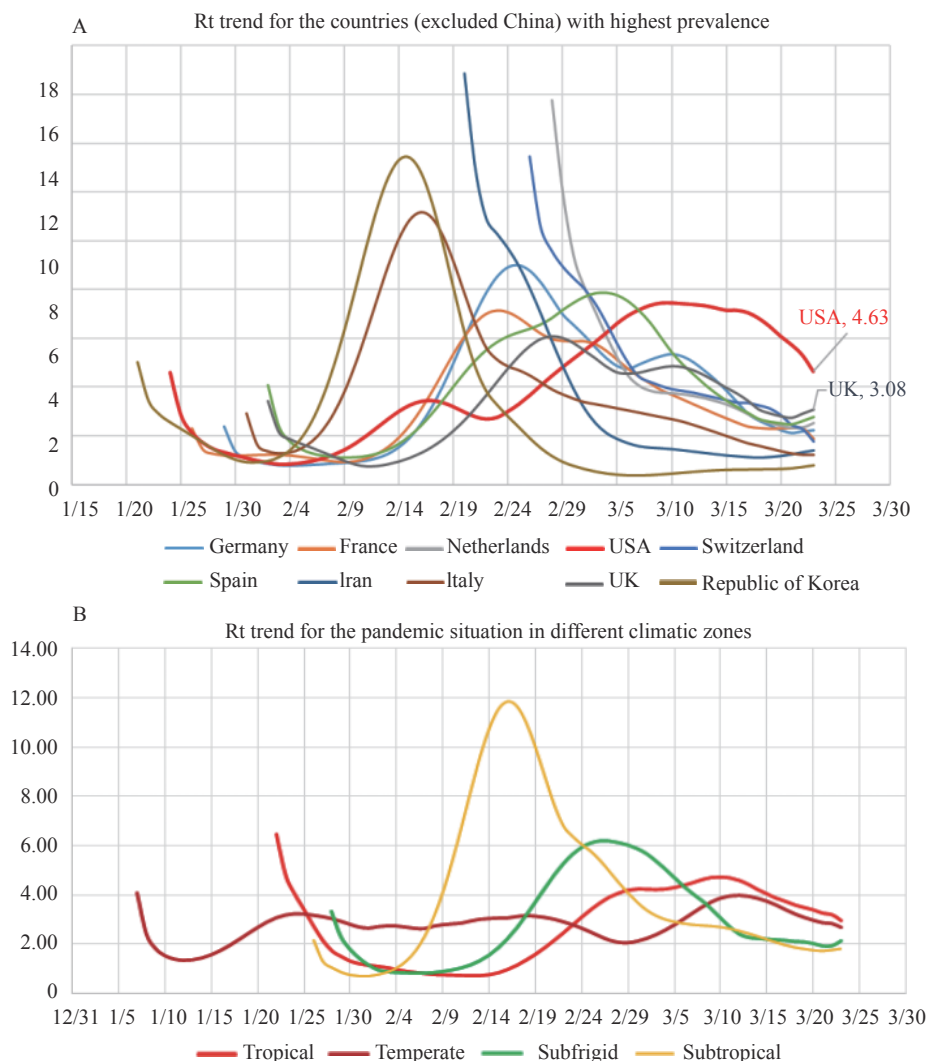 A
Rt trend for the countries (excluded China) with highest prevalence
18
16
14
12
10
8
6
4
2
0
USA, 4.63
UK, 3.08
1/15 1/20 1/25 1/30 2/4 2/9 2/14 2/19 2/24 2/29 3/5 3/10 3/15 3/20 3/25 3/30
Germany France Netherlands USA Switzerland
Spain Iran Italy UK Republic of Korea
B
Rt trend for the pandemic situation in different climatic zones
14.00
12.00
10.00
8.00
6.00
4.00
2.00
0
12/31 1/5 1/10 1/15 1/20 1/25 1/30 2/4 2/9 2/14 2/19 2/24 2/29 3/5 3/10 3/15 3/20 3/25 3/30
Tropical Temperate Subfrigid Subtropical